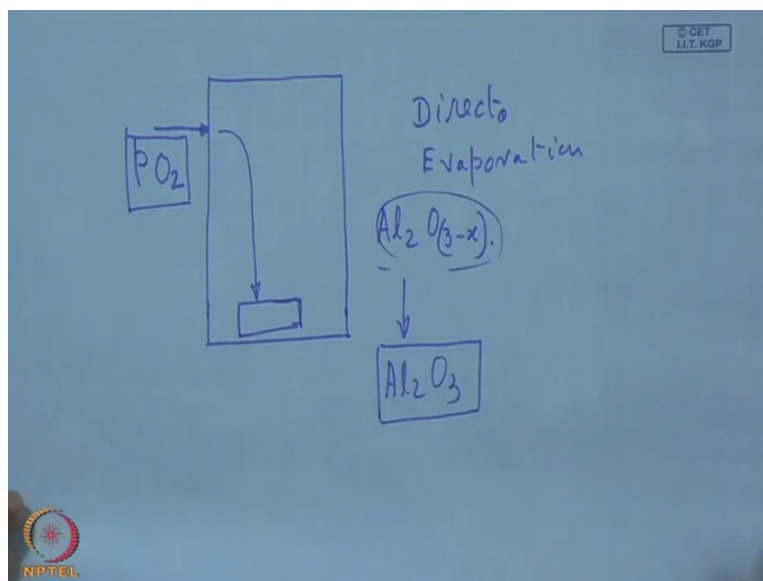 © CET
I.I.T. KGP
PO₂
Directo
Evaporation
Al₂O(3-x).
Al₂O₃
NPTEL